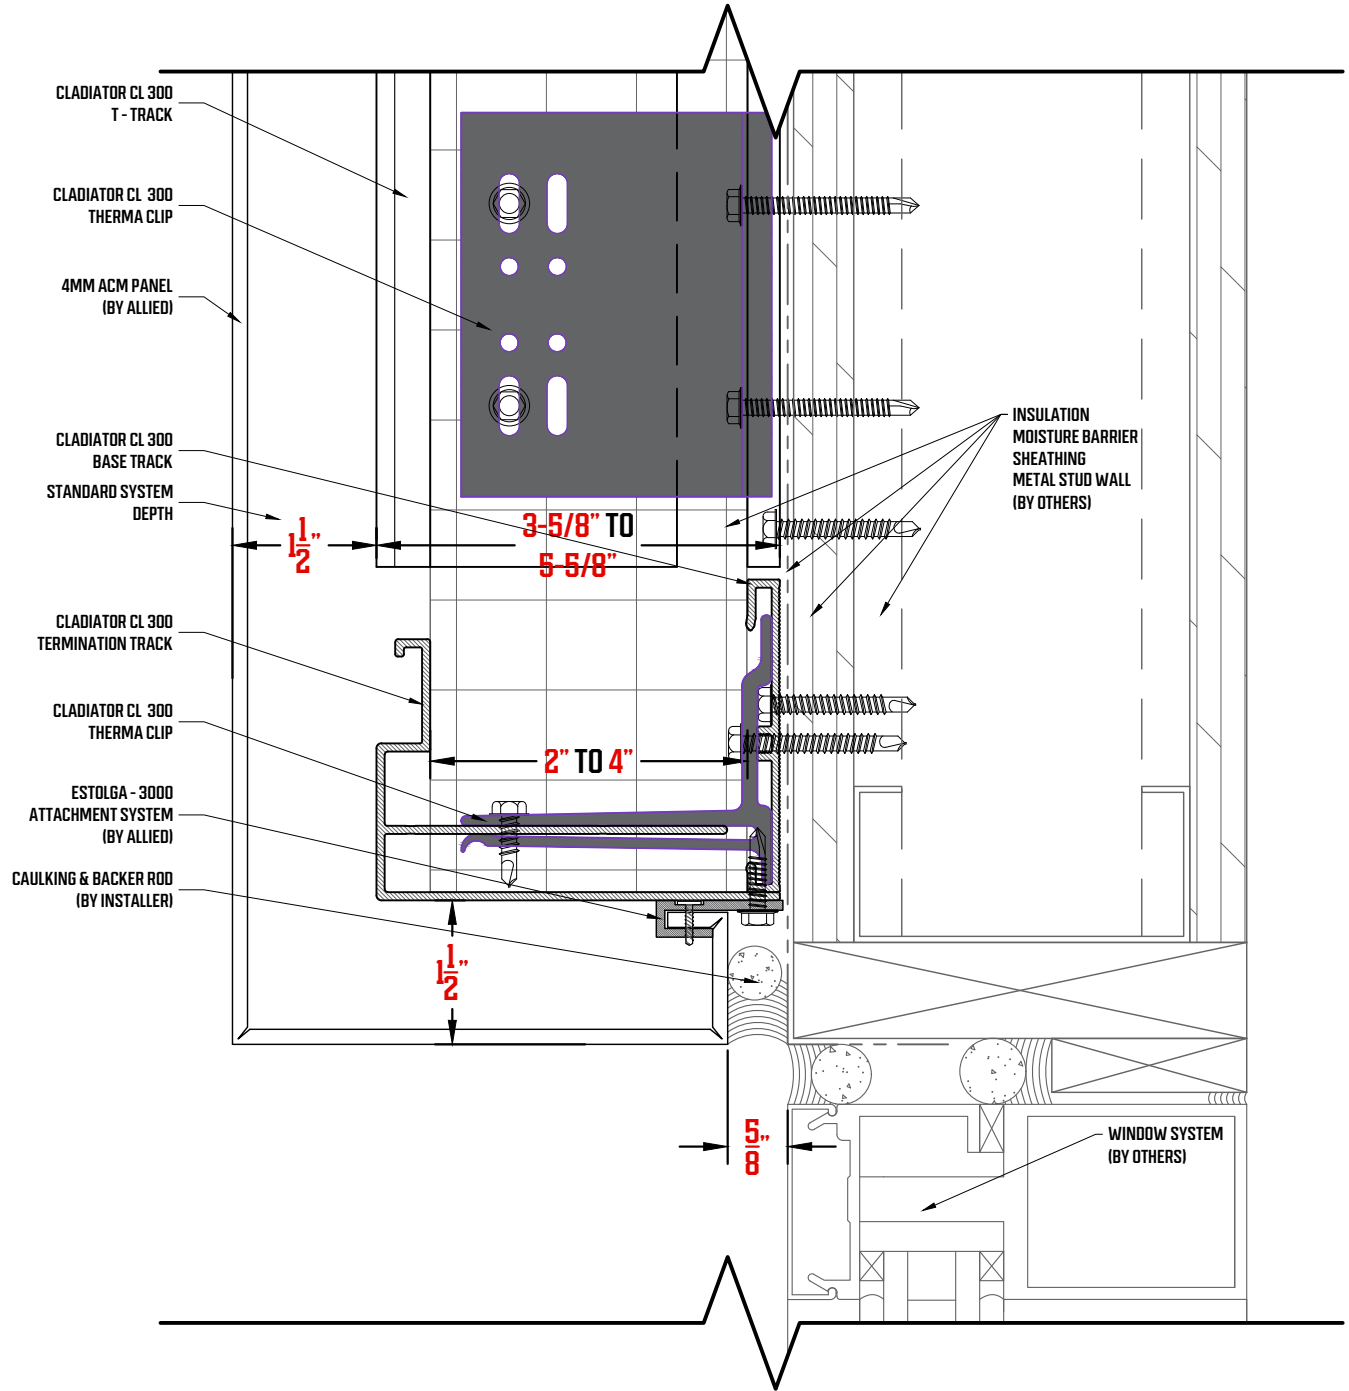 CLADIATOR CL 300
T - TRACK
CLADIATOR CL 300
THERMA CLIP
4MM ACM PANEL
(BY ALLIED)
CLADIATOR CL 300
BASE TRACK
STANDARD SYSTEM
DEPTH
1 1/2"
3-5/8" TO
5-5/8"
INSULATION
MOISTURE BARRIER
SHEATHING
METAL STUD WALL
(BY OTHERS)
CLADIATOR CL 300
TERMINATION TRACK
CLADIATOR CL 300
THERMA CLIP
2" TO 4"
ESTOLGA - 3000
ATTACHMENT SYSTEM
(BY ALLIED)
CAULKING & BACKER ROD
(BY INSTALLER)
1 1/2"
5/8"
WINDOW SYSTEM
(BY OTHERS)